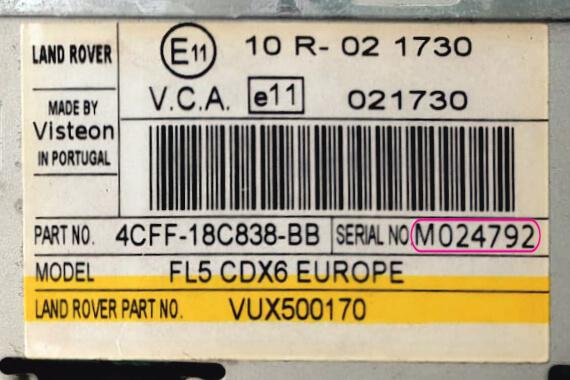 LAND ROVER
E11 10 R- 02 1730
V.C.A. e11 021730
MADE BY
Visteon
IN PORTUGAL
PART NO. 4CFF-18C838-BB SERIAL NO M024792
MODEL FL5 CDX6 EUROPE
LAND ROVER PART NO. VUX500170